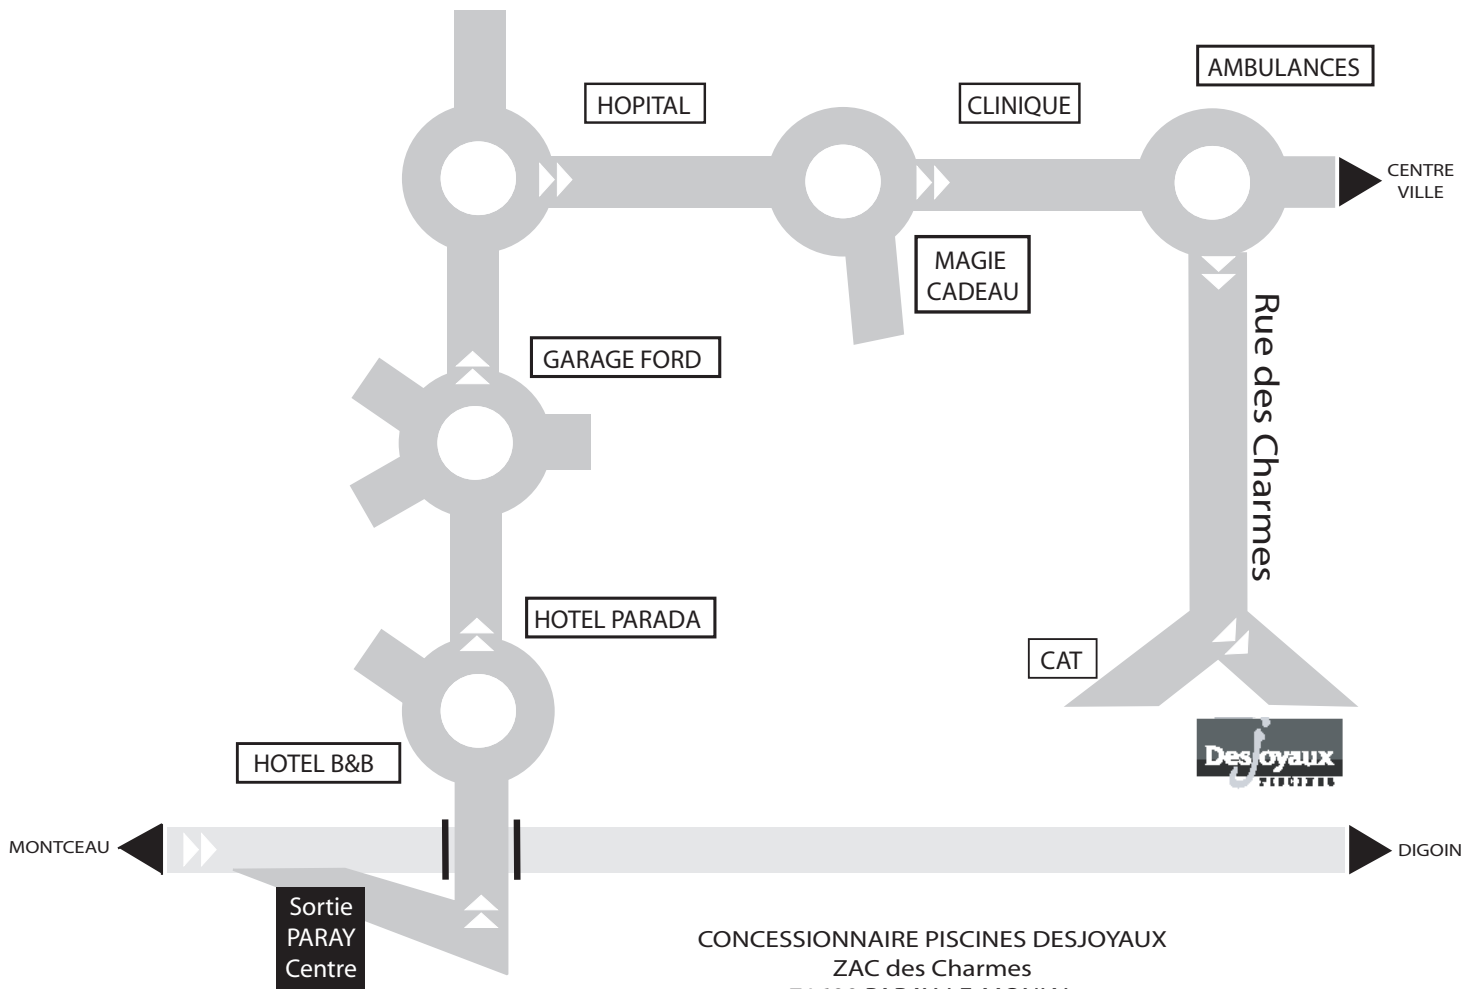 AMBULANCES
HOPITAL
CLINIQUE
CENTRE
VILLE
MAGIE
CADEAU
Rue des Charmes
GARAGE FORD
HOTEL PARADA
CAT
Desjoyaux
PISCINES
HOTEL B&B
MONTCEAU
DIGOIN
Sortie
PARAY
Centre
CONCESSIONNAIRE PISCINES DESJOYAUX
ZAC des Charmes